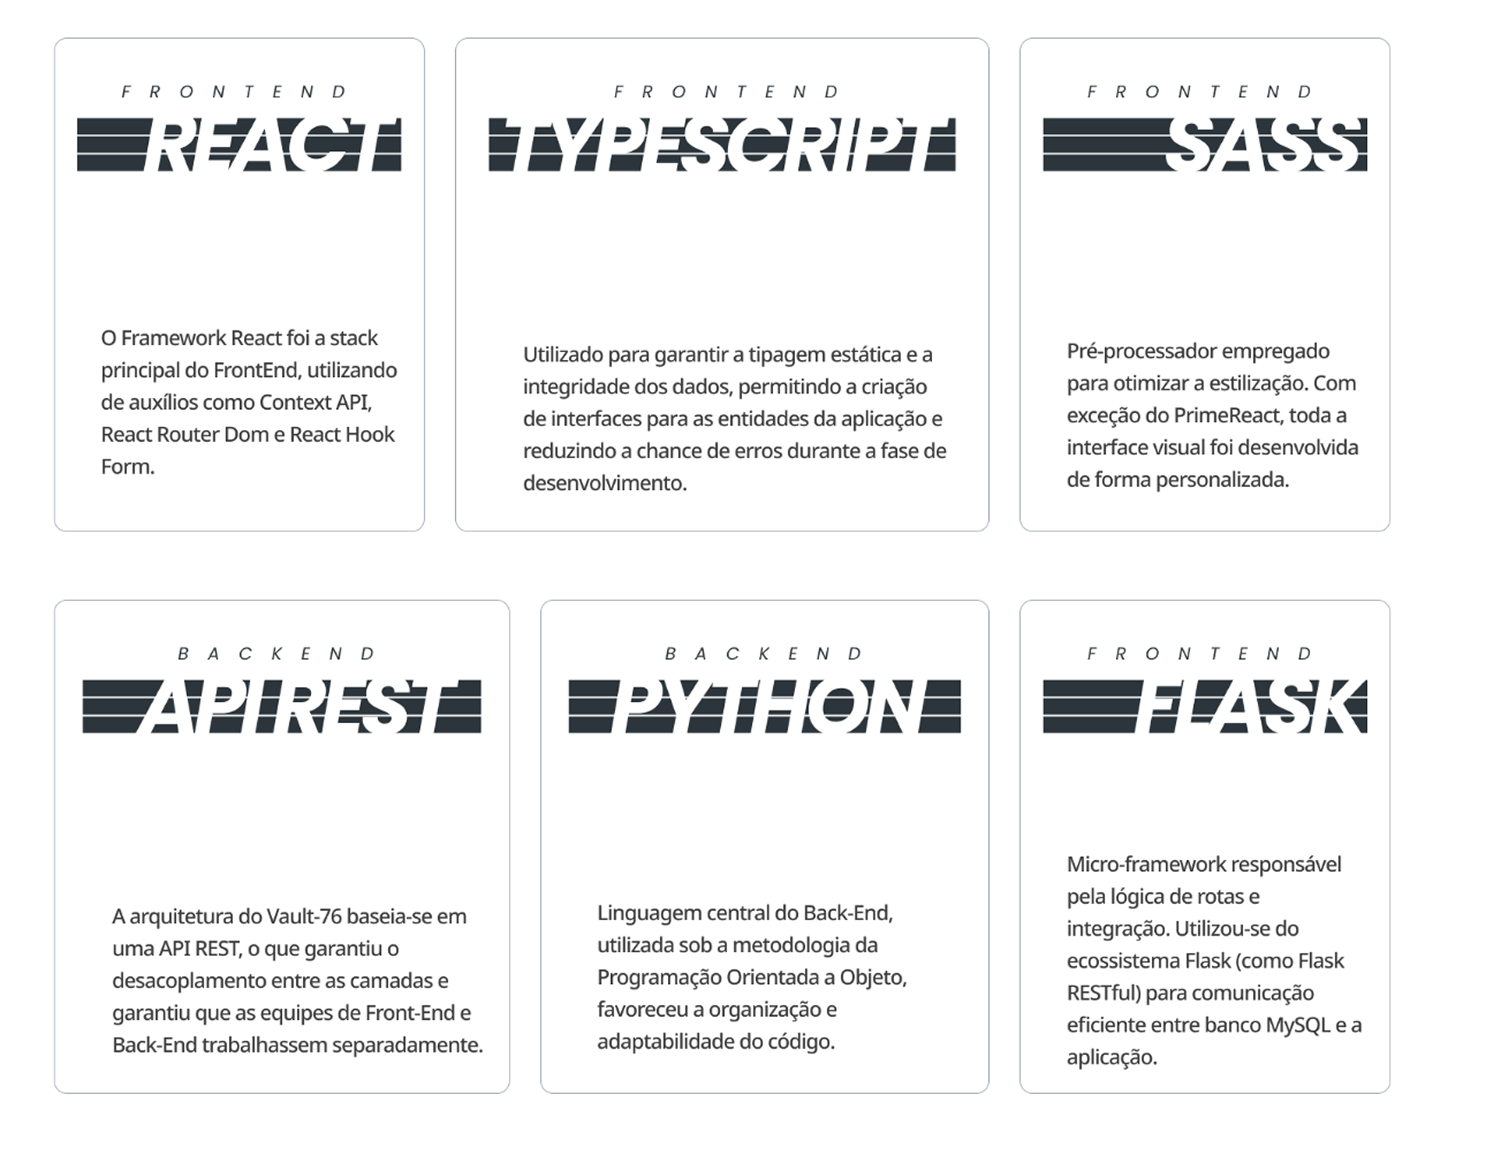 FRONTEND
REACT
O Framework React foi a stack
principal do FrontEnd, utilizando
de auxílios como Context API,
React Router Dom e React Hook
Form.
FRONTEND
TYPESCRIPT
Utilizado para garantir a tipagem estática e a
integridade dos dados, permitindo a criação
de interfaces para as entidades da aplicação e
reduzindo a chance de erros durante a fase de
desenvolvimento.
FRONTEND
SASS
Pré-processador empregado
para otimizar a estilização. Com
exceção do PrimeReact, toda a
interface visual foi desenvolvida
de forma personalizada.
BACKEND
API REST
A arquitetura do Vault-76 baseia-se em
uma API REST, o que garantiu o
desacoplamento entre as camadas e
garantiu que as equipes de Front-End e
Back-End trabalhassem separadamente.
BACKEND
PYTHON
Linguagem central do Back-End,
utilizada sob a metodologia da
Programação Orientada a Objeto,
favoreceu a organização e
adaptabilidade do código.
FRONTEND
FLASK
Micro-framework responsável
pela lógica de rotas e
integração. Utilizou-se do
ecossistema Flask (como Flask
RESTful) para comunicação
eficiente entre banco MySQL e a
aplicação.